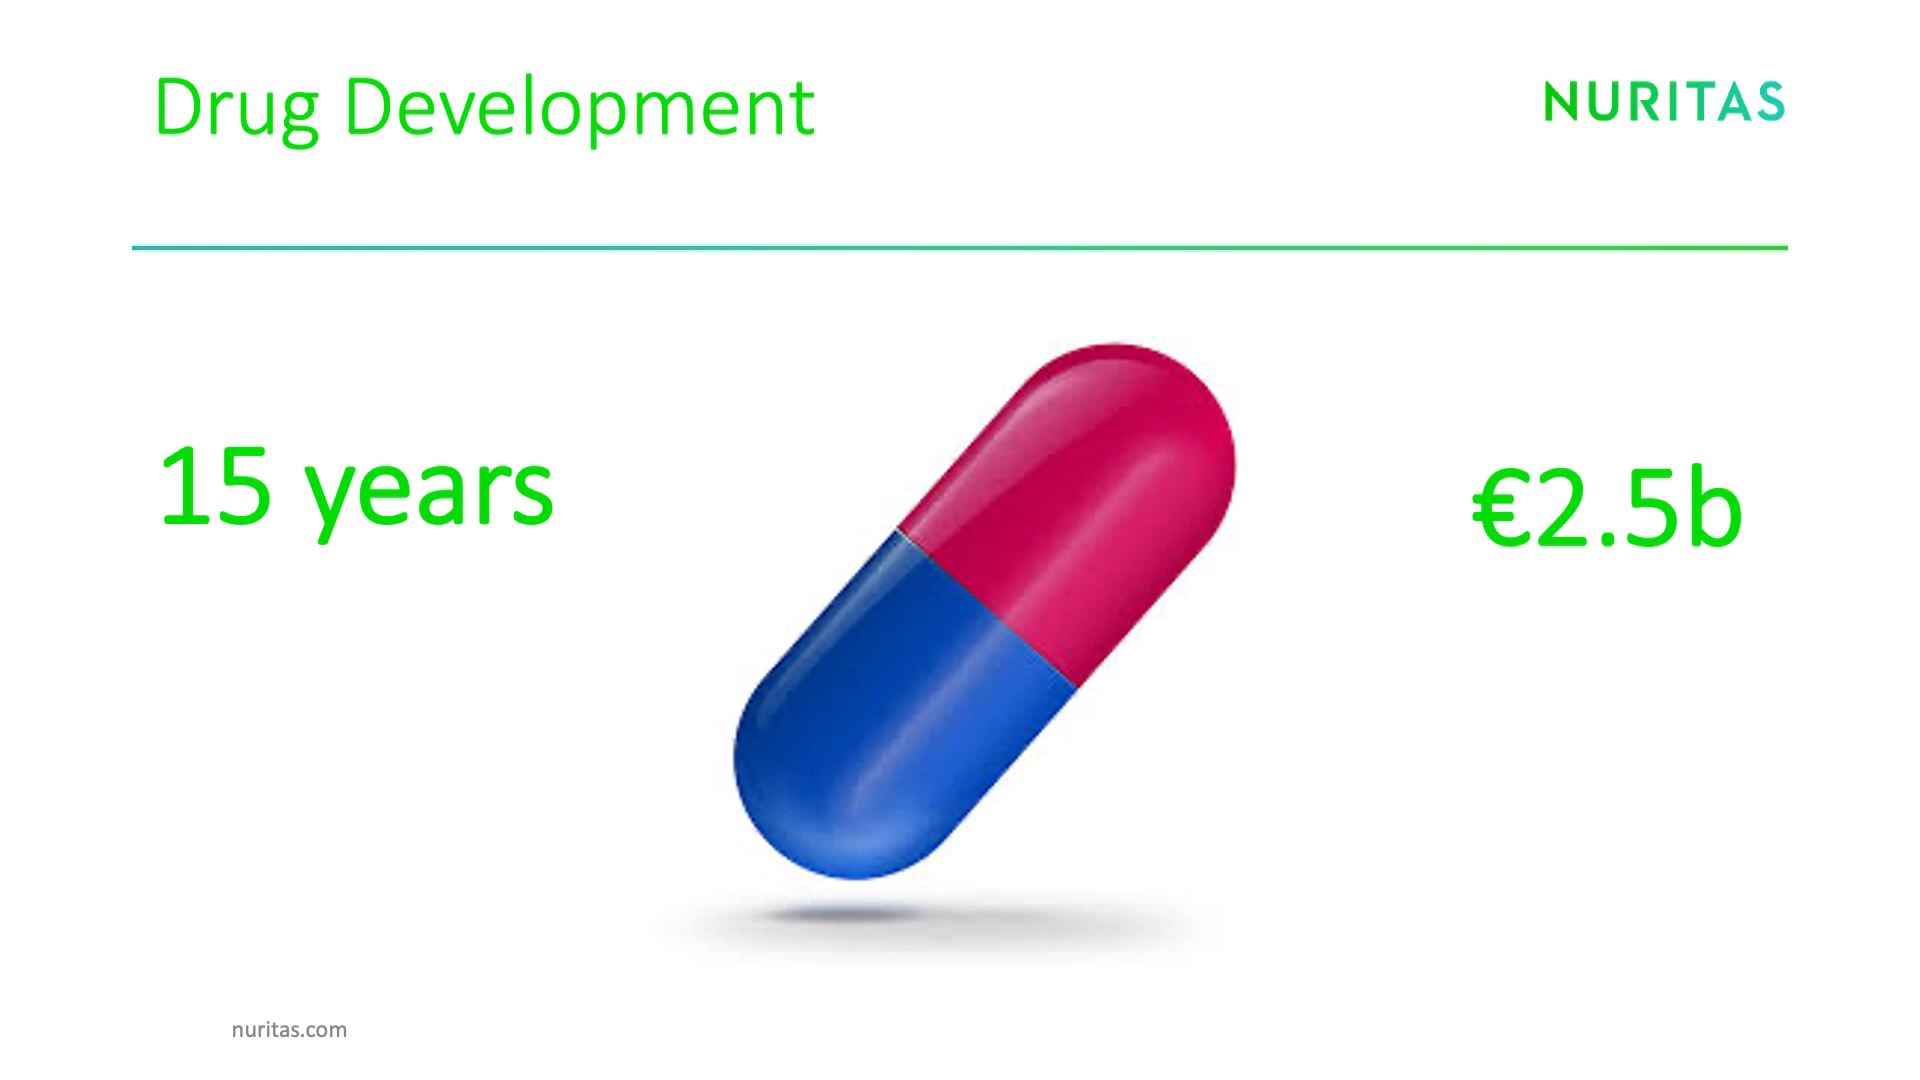 Drug Development
NURITAS
15 years
€2.5b
nuritas.com